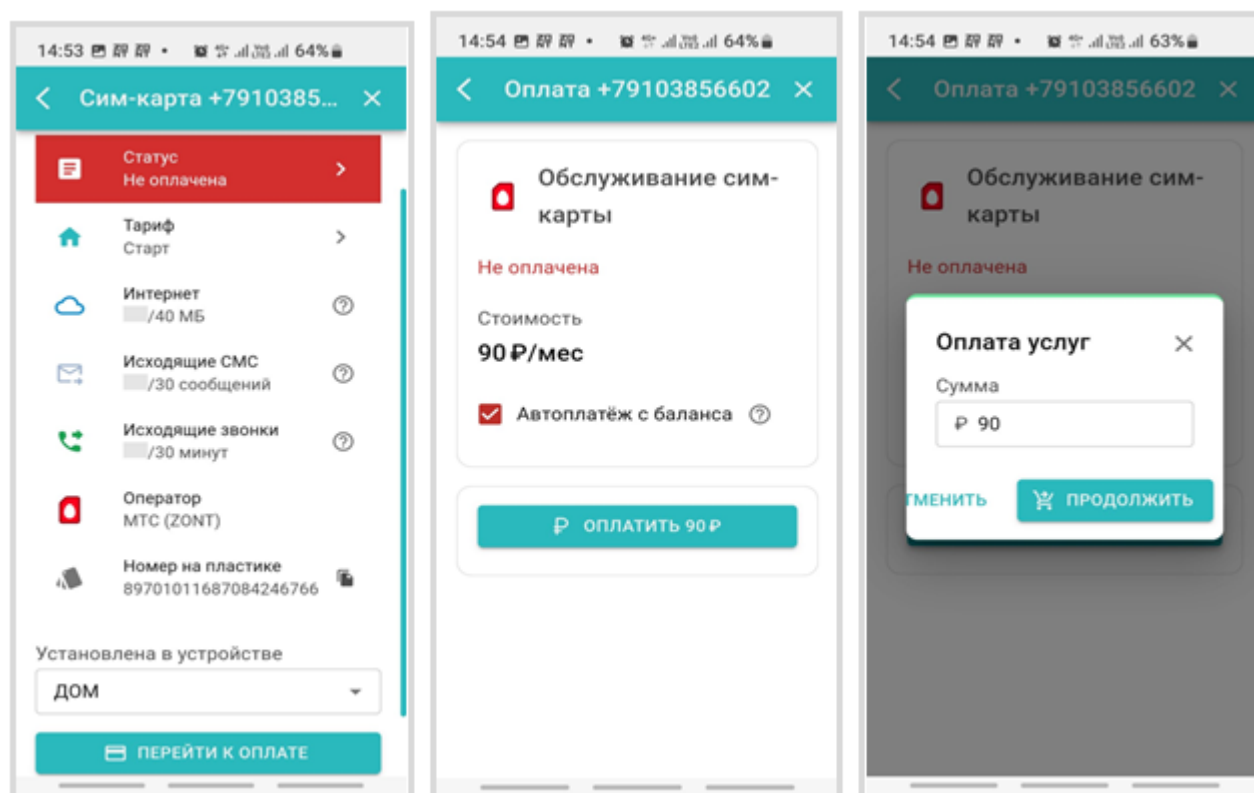 14:53
64%
Сим-карта +7910385...
Статус
Не оплачена
Тариф
Старт
Интернет
/40 МБ
Исходящие СМС
/30 сообщений
Исходящие звонки
/30 минут
Оператор
МТС (ZONT)
Номер на пластике
89701011687084246766
Установлена в устройстве
ДОМ
ПЕРЕЙТИ К ОПЛАТЕ
14:54
64%
Оплата +79103856602
Обслуживание сим-
карты
Не оплачена
Стоимость
90 ₽/мес
Автоплатёж с баланса
₽ ОПЛАТИТЬ 90 ₽
14:54
63%
Оплата +79103856602
Обслуживание сим-
карты
Не оплачена
Оплата услуг
Сумма
₽ 90
ТМЕНИТЬ
ПРОДОЛЖИТЬ